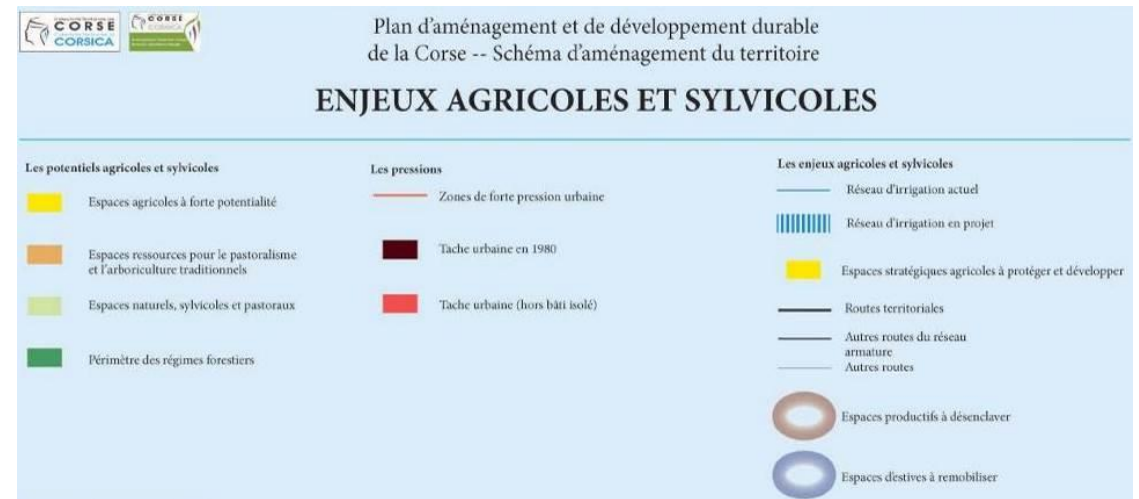 CORSE
CORSICA
CORSE
CORSICA
Plan d’aménagement et de développement durable
de la Corse -- Schéma d’aménagement du territoire
ENJEUX AGRICOLES ET SYLVICOLES
Les potentiels agricoles et sylvicoles
Espaces agricoles à forte potentialité
Espaces ressources pour le pastoralisme
et l’arboriculture traditionnels
Espaces naturels, sylvicoles et pastoraux
Périmètre des régimes forestiers
Les pressions
Zones de forte pression urbaine
Tache urbaine en 1980
Tache urbaine (hors bâti isolé)
Les enjeux agricoles et sylvicoles
Réseau d’irrigation actuel
Réseau d’irrigation en projet
Espaces stratégiques agricoles à protéger et développer
Routes territoriales
Autres routes du réseau
armature
Autres routes
Espaces productifs à désenclaver
Espaces d’estives à remobiliser